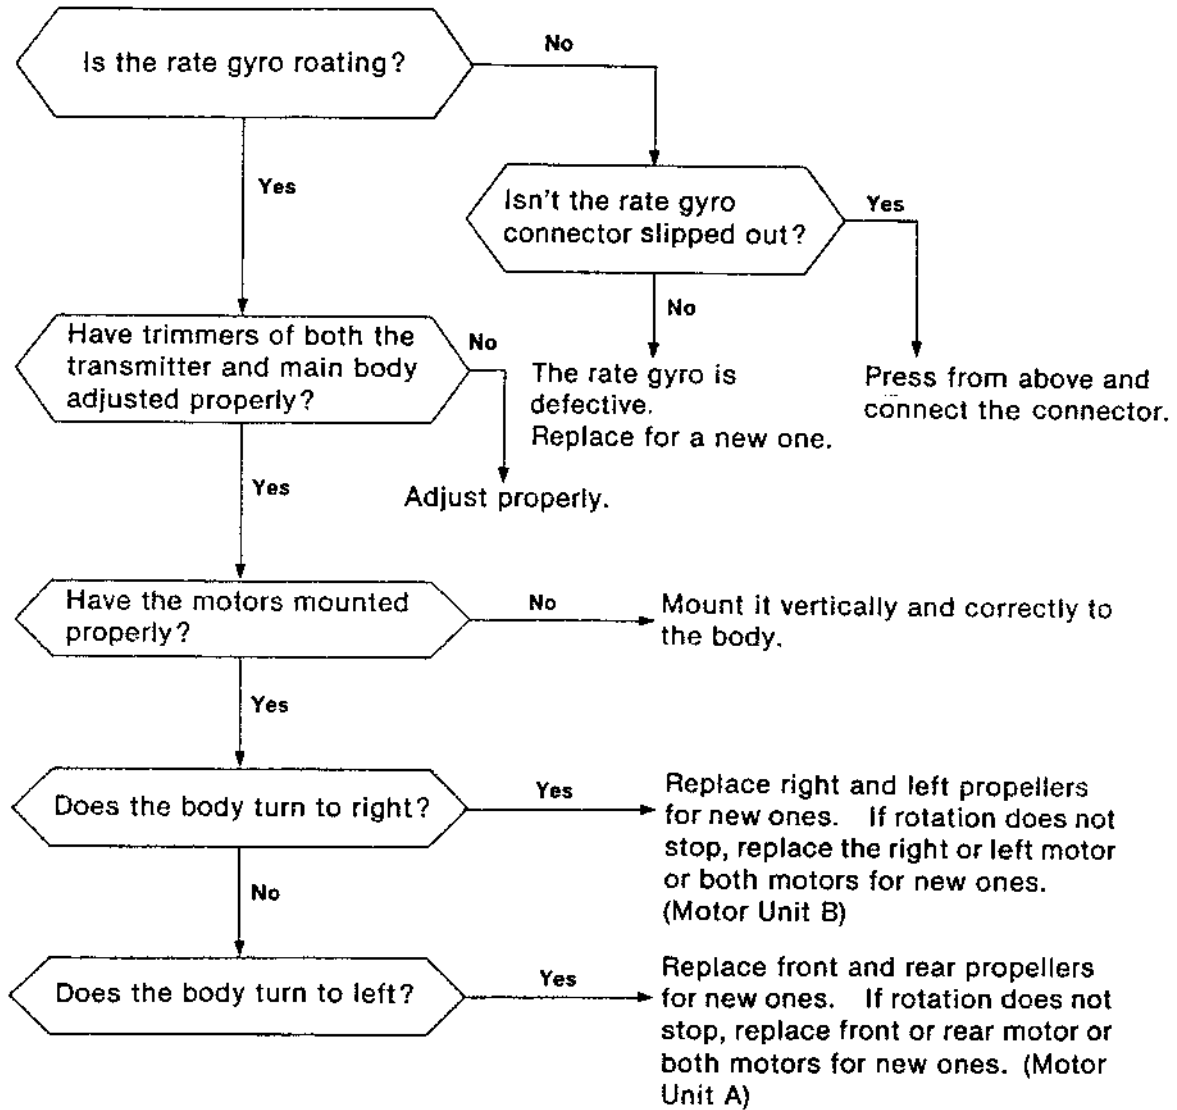 Is the rate gyro roating?
No
Yes
Isn't the rate gyro
connector slipped out?
Yes
No
Have trimmers of both the
transmitter and main body
adjusted properly?
No
The rate gyro is
defective.
Replace for a new one.
Press from above and
connect the connector.
Yes
Adjust properly.
Have the motors mounted
properly?
No
Mount it vertically and correctly to
the body.
Yes
Does the body turn to right?
Yes
Replace right and left propellers
for new ones. If rotation does not
stop, replace the right or left motor
or both motors for new ones.
(Motor Unit B)
No
Does the body turn to left?
Yes
Replace front and rear propellers
for new ones. If rotation does not
stop, replace front or rear motor or
both motors for new ones. (Motor
Unit A)